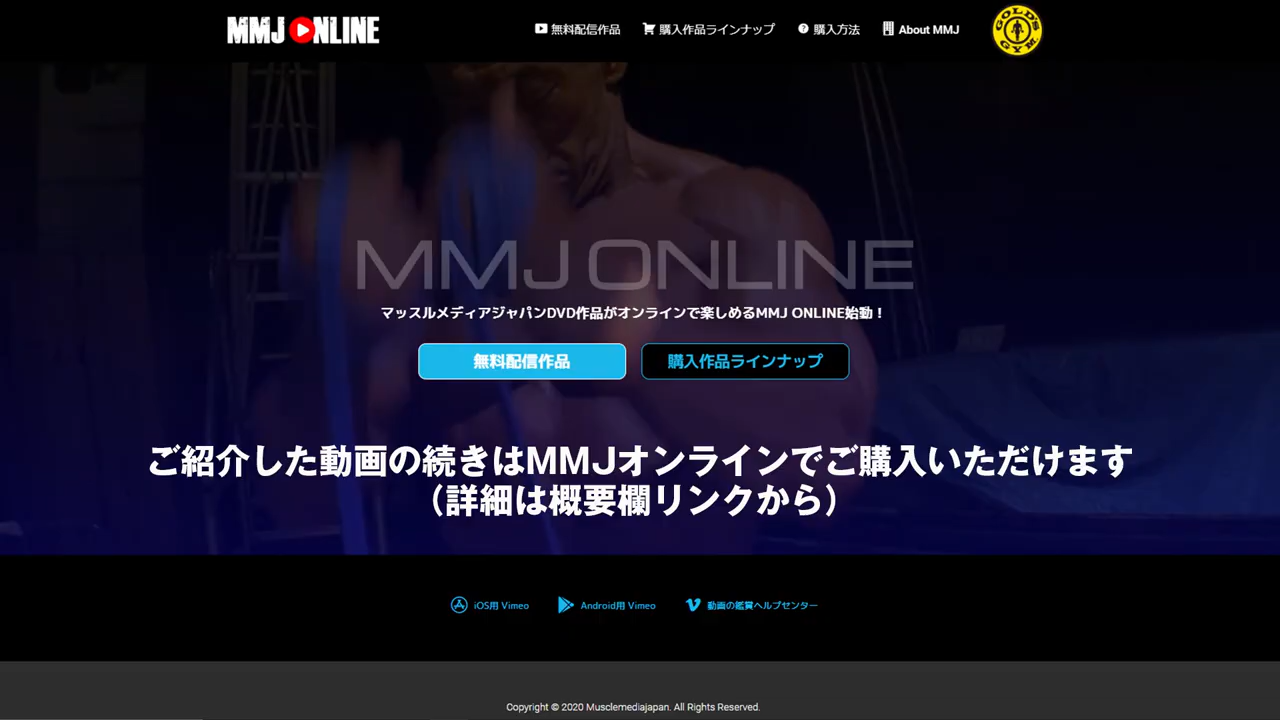 MMJ ONLINE
無料配信作品
購入作品ラインナップ
購入方法
About MMJ
GOLD'S GYM
MMJ ONLINE
マッスルメディアジャパンDVD作品がオンラインで楽しめるMMJ ONLINE始動！
無料配信作品
購入作品ラインナップ
ご紹介した動画の続きはMMJオンラインでご購入いただけます
（詳細は概要欄リンクから）
iOS用 Vimeo
Android用 Vimeo
動画の鑑賞ヘルプセンター
Copyright © 2020 Musclemediajapan. All Rights Reserved.